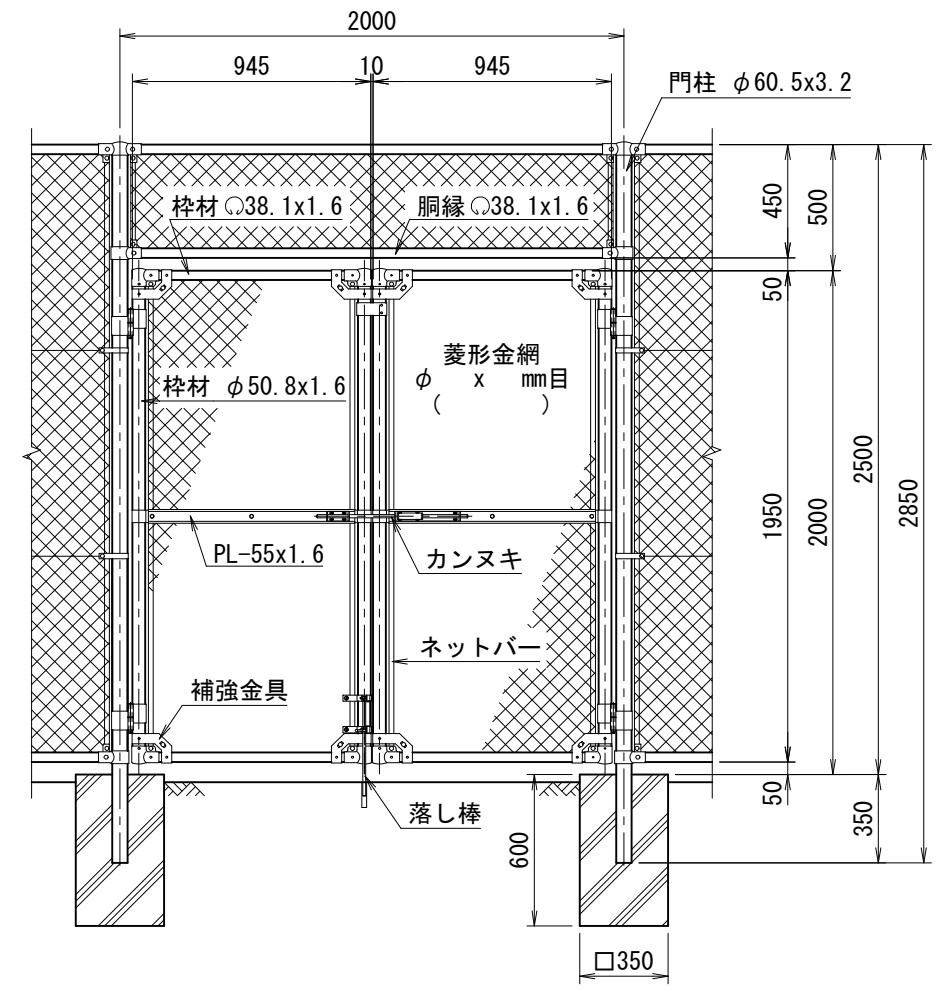 2000
945
10
945
門柱 φ60.5x3.2
枠材 38.1x1.6
胴縁 38.1x1.6
450
500
50
菱形金網
φ x mm目
( )
枠材 φ50.8x1.6
1950
2000
2500
2850
PL-55x1.6
カンヌキ
ネットバー
補強金具
落し棒
50
350
600
□350